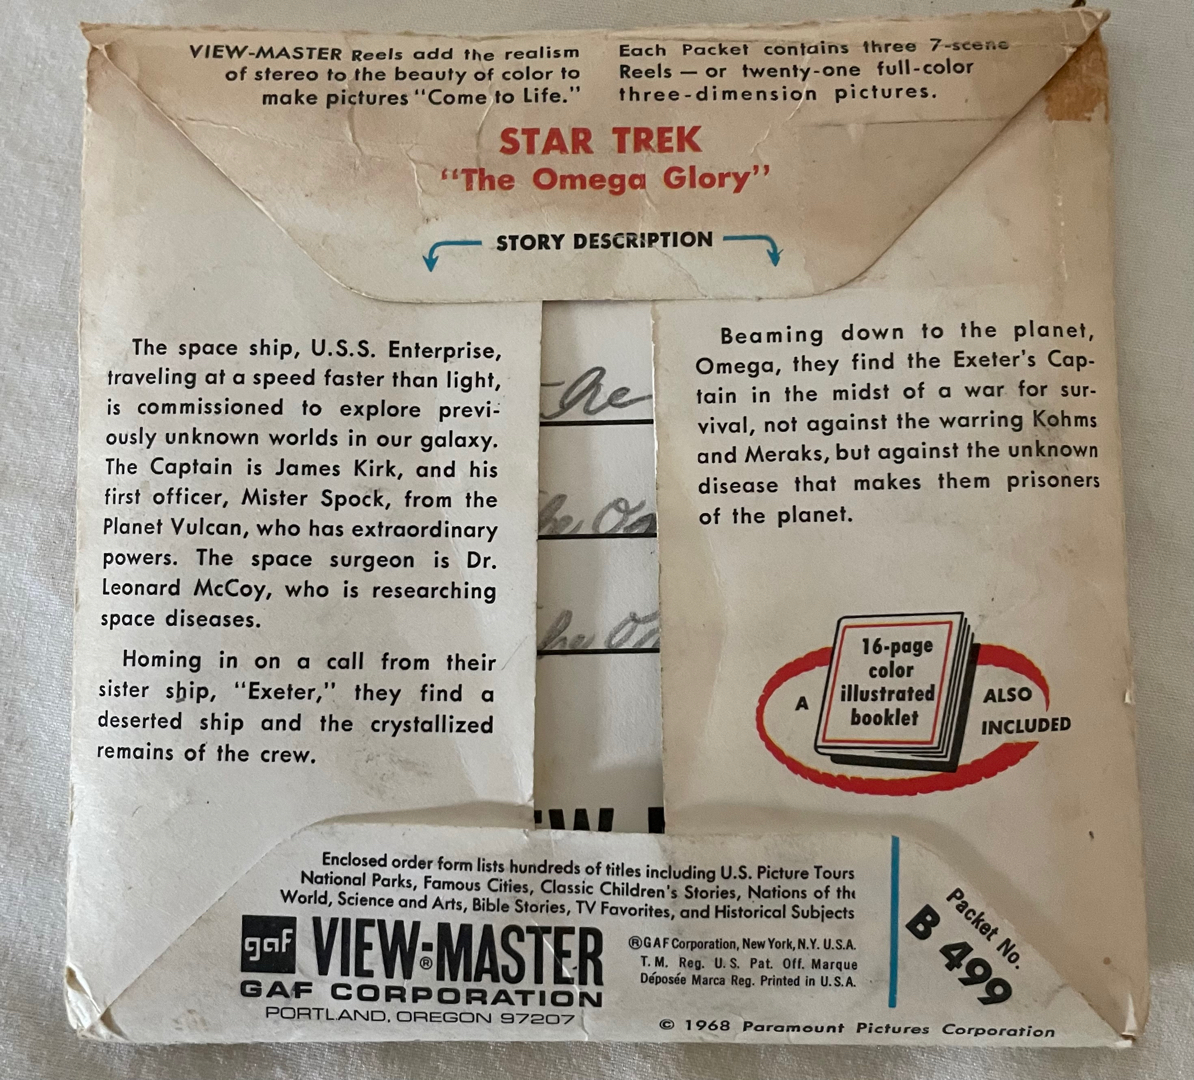 VIEW-MASTER Reels add the realism
of stereo to the beauty of color to
make pictures "Come to Life."
Each Packet contains three 7-scene
Reels — or twenty-one full-color
three-dimension pictures.
STAR TREK
"The Omega Glory"
STORY DESCRIPTION
The space ship, U.S.S. Enterprise,
traveling at a speed faster than light,
is commissioned to explore previ-
ously unknown worlds in our galaxy.
The Captain is James Kirk, and his
first officer, Mister Spock, from the
Planet Vulcan, who has extraordinary
powers. The space surgeon is Dr.
Leonard McCoy, who is researching
space diseases.
Homing in on a call from their
sister ship, "Exeter," they find a
deserted ship and the crystallized
remains of the crew.
Beaming down to the planet,
Omega, they find the Exeter's Cap-
tain in the midst of a war for sur-
vival, not against the warring Kohms
and Meraks, but against the unknown
disease that makes them prisoners
of the planet.
A
16-page
color
illustrated
booklet
ALSO
INCLUDED
Enclosed order form lists hundreds of titles including U.S. Picture Tours
National Parks, Famous Cities, Classic Children's Stories, Nations of the
World, Science and Arts, Bible Stories, TV Favorites, and Historical Subjects
gaf VIEW-MASTER®
GAF CORPORATION
PORTLAND, OREGON 97207
®GAF Corporation, New York, N.Y. U.S.A.
T.M. Reg. U.S. Pat. Off. Marque
Déposée Marca Reg. Printed in U.S.A.
Packet No.
B 499
© 1968 Paramount Pictures Corporation